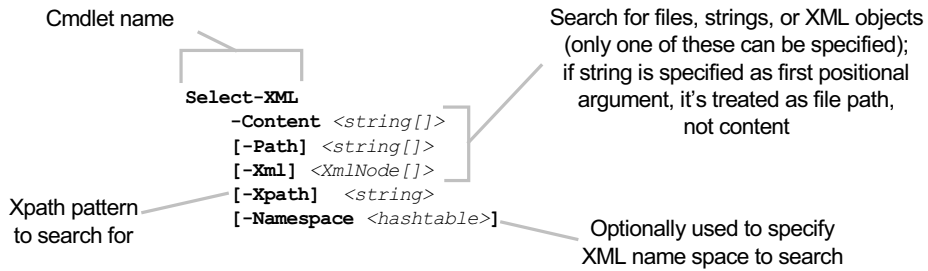 Cmdlet name
Search for files, strings, or XML objects
(only one of these can be specified);
if string is specified as first positional
argument, it's treated as file path,
not content
Select-XML
-Content <string[]>
[-Path] <string[]>
[-Xml] <XmlNode[]>
[-Xpath] <string>
[-Namespace <hashtable>]
Xpath pattern
to search for
Optionally used to specify
XML name space to search